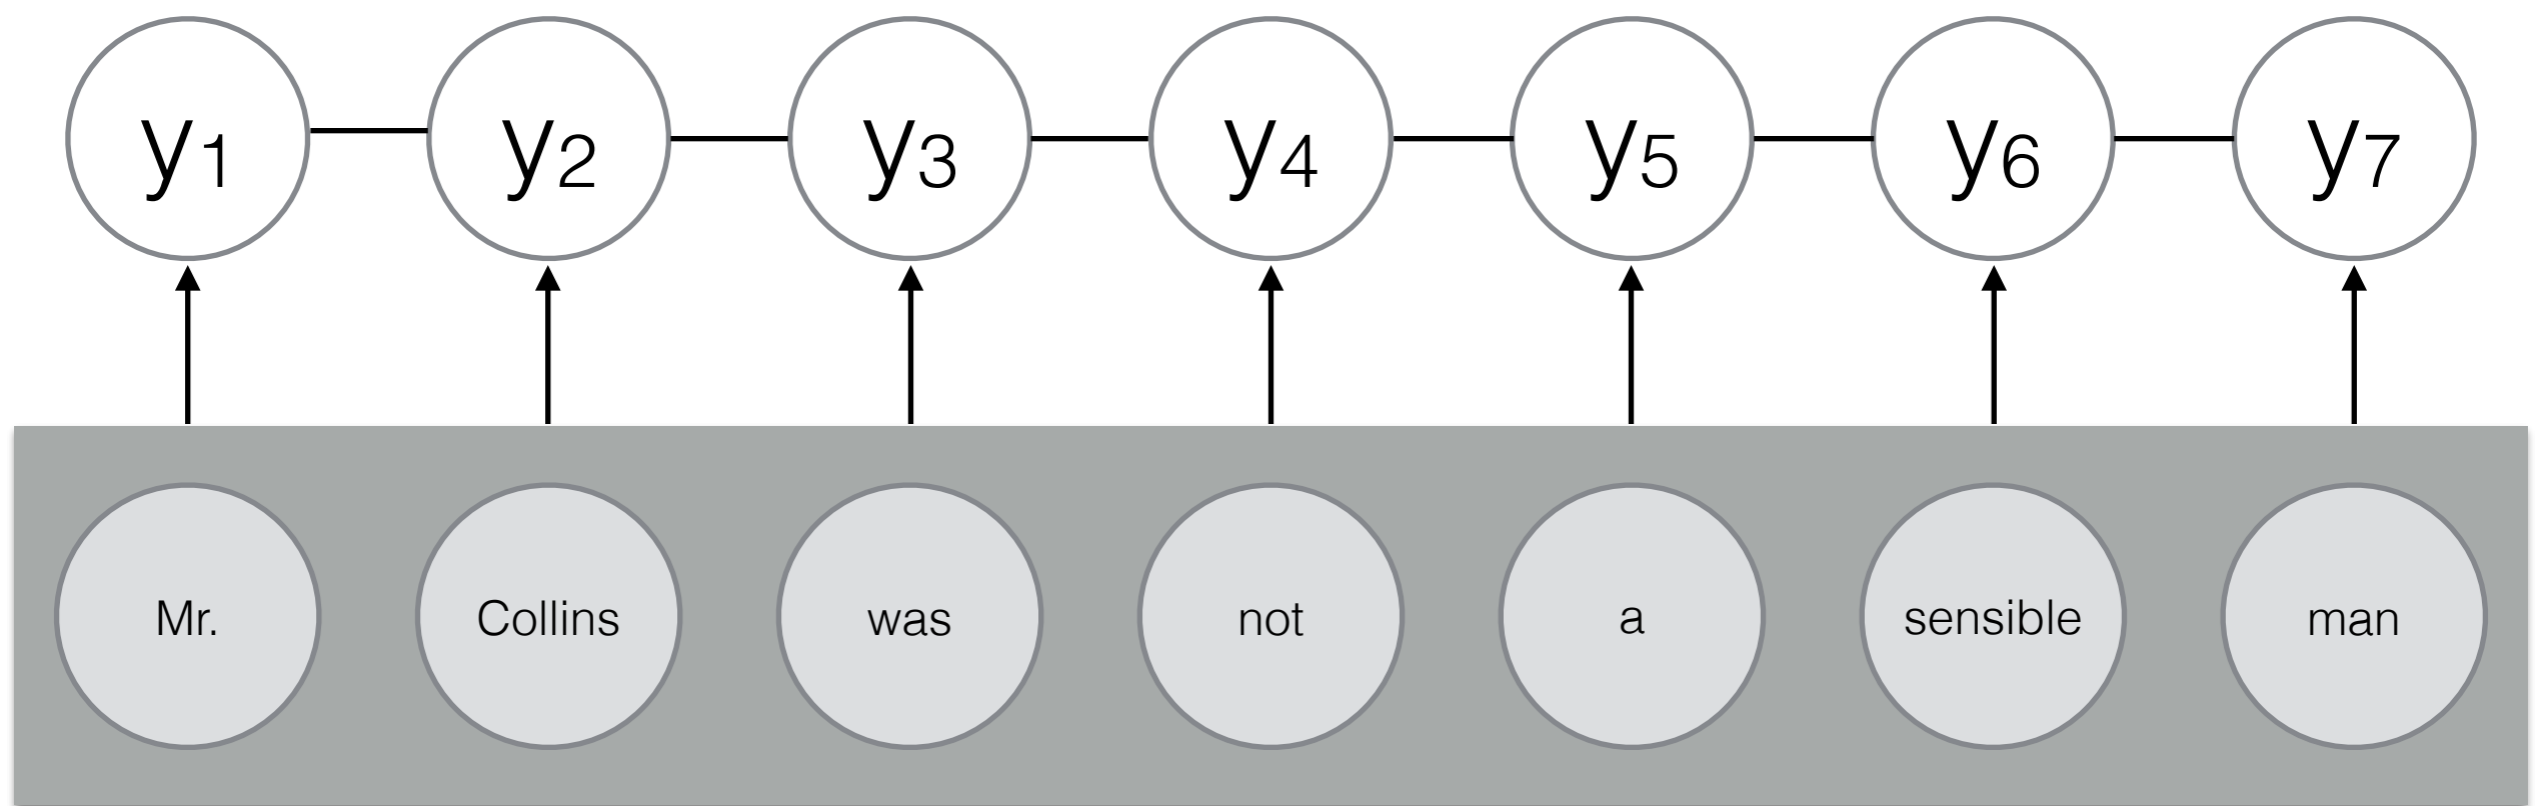 y1 y2 y3 y4 y5 y6 y7
Mr. Collins was not a sensible man